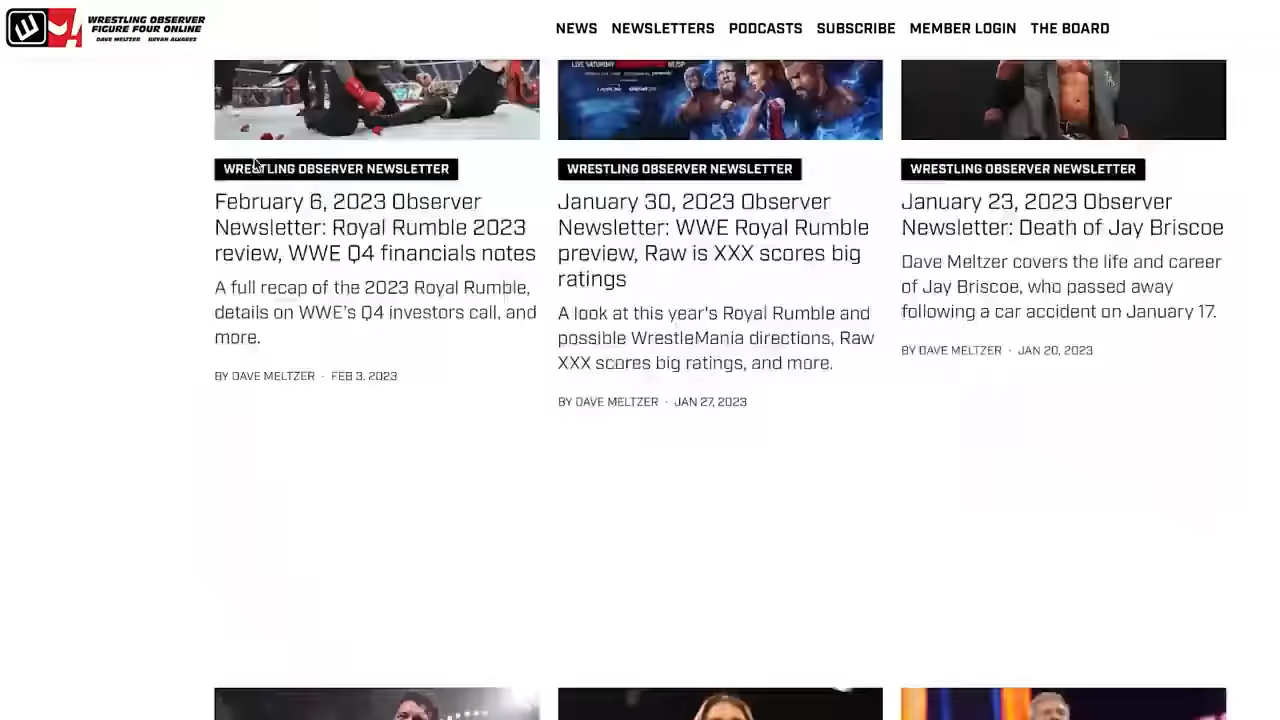 WRESTLING OBSERVER
FIGURE FOUR ONLINE
DAVE MELTZER BRYAN ALVAREZ
NEWS NEWSLETTERS PODCASTS SUBSCRIBE MEMBER LOGIN THE BOARD
WRESTLING OBSERVER NEWSLETTER
February 6, 2023 Observer
Newsletter: Royal Rumble 2023
review, WWE Q4 financials notes
A full recap of the 2023 Royal Rumble,
details on WWE's Q4 investors call, and
more.
BY DAVE MELTZER · FEB 3, 2023
LIVE SATURDAY
WRESTLING OBSERVER NEWSLETTER
January 30, 2023 Observer
Newsletter: WWE Royal Rumble
preview, Raw is XXX scores big
ratings
A look at this year's Royal Rumble and
possible WrestleMania directions, Raw
XXX scores big ratings, and more.
BY DAVE MELTZER · JAN 27, 2023
WRESTLING OBSERVER NEWSLETTER
January 23, 2023 Observer
Newsletter: Death of Jay Briscoe
Dave Meltzer covers the life and career
of Jay Briscoe, who passed away
following a car accident on January 17.
BY DAVE MELTZER · JAN 20, 2023